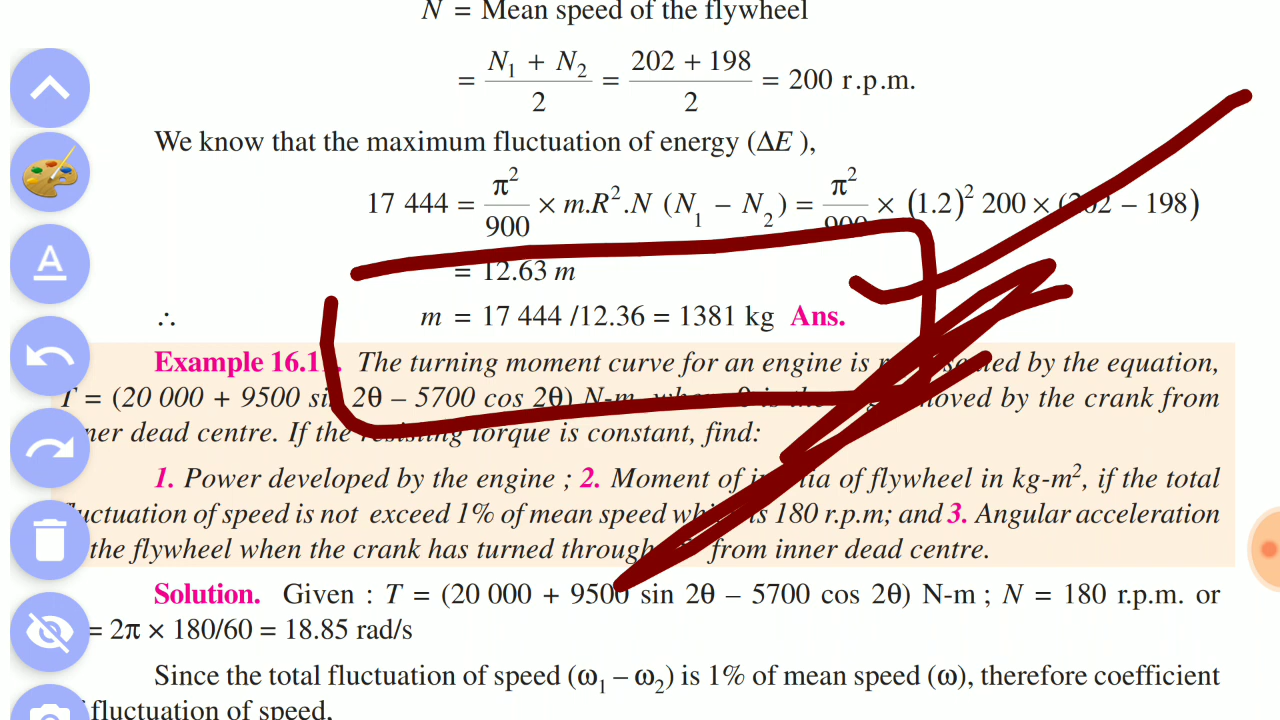 N = Mean speed of the flywheel
= (N₁ + N₂)/2 = (202 + 198)/2 = 200 r.p.m.
We know that the maximum fluctuation of energy (ΔE ),
17 444 = π²/900 × m.R².N (N₁ – N₂) = π²/900 × (1.2)² 200 × (202 – 198)
= 12.63 m
∴ m = 17 444 /12.36 = 1381 kg Ans.
Example 16.1 The turning moment curve for an engine is by the equation,
T = (20 000 + 9500 sin 2θ – 5700 cos 2θ) N-m, where θ is the moved by the crank from
inner dead centre. If the resisting torque is constant, find:
1. Power developed by the engine ; 2. Moment of inertia of flywheel in kg-m², if the total
fluctuation of speed is not exceed 1% of mean speed which is 180 r.p.m; and 3. Angular acceleration
the flywheel when the crank has turned through from inner dead centre.
Solution. Given : T = (20 000 + 9500 sin 2θ – 5700 cos 2θ) N-m ; N = 180 r.p.m. or
= 2π × 180/60 = 18.85 rad/s
Since the total fluctuation of speed (ω₁ – ω₂) is 1% of mean speed (ω), therefore coefficient
fluctuation of speed,
A